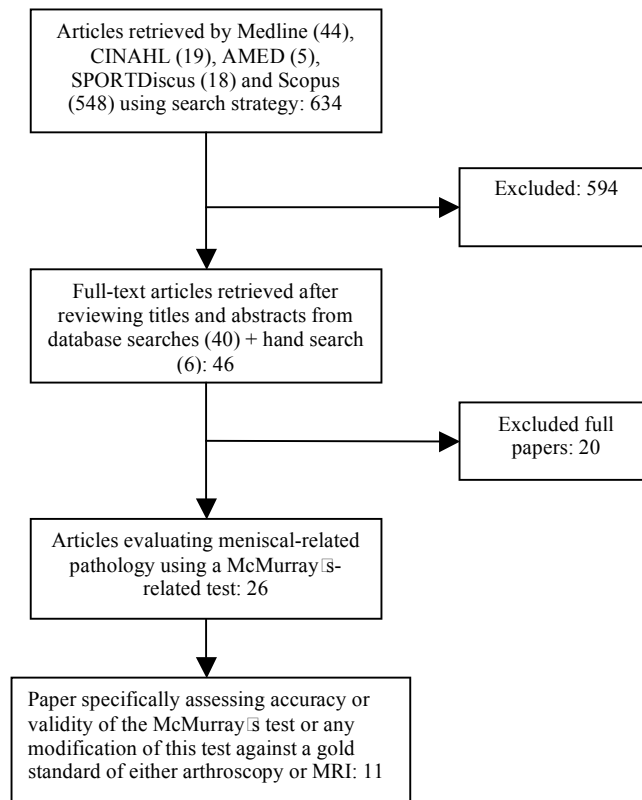 Articles retrieved by Medline (44),
CINAHL (19), AMED (5),
SPORTDiscus (18) and Scopus
(548) using search strategy: 634
Excluded: 594
Full-text articles retrieved after
reviewing titles and abstracts from
database searches (40) + hand search
(6): 46
Excluded full
papers: 20
Articles evaluating meniscal-related
pathology using a McMurray□s-
related test: 26
Paper specifically assessing accuracy or
validity of the McMurray□s test or any
modification of this test against a gold
standard of either arthroscopy or MRI: 11